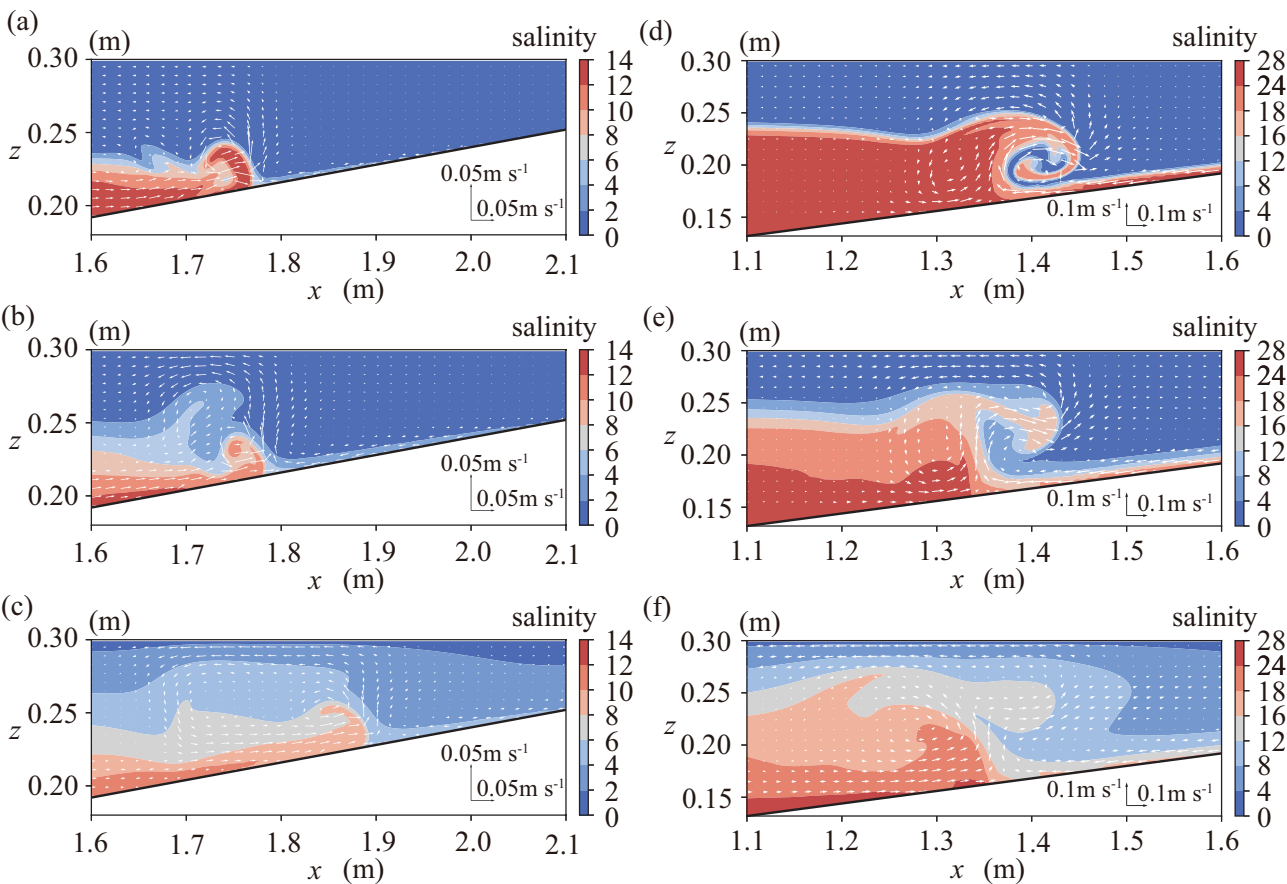 (a)
(m)
salinity
0.30
0.25
z
0.20
14
12
10
8
6
4
2
0
0.05m s⁻¹
0.05m s⁻¹
1.6 1.7 1.8 1.9 2.0 2.1
x (m)
(d)
(m)
salinity
0.30
0.25
z
0.20
0.15
28
24
20
16
12
8
4
0
0.1m s⁻¹ 0.1m s⁻¹
1.1 1.2 1.3 1.4 1.5 1.6
x (m)
(b)
(m)
salinity
0.30
0.25
z
0.20
14
12
10
8
6
4
2
0
0.05m s⁻¹
0.05m s⁻¹
1.6 1.7 1.8 1.9 2.0 2.1
x (m)
(e)
(m)
salinity
0.30
0.25
z
0.20
0.15
28
24
20
16
12
8
4
0
0.1m s⁻¹ 0.1m s⁻¹
1.1 1.2 1.3 1.4 1.5 1.6
x (m)
(c)
(m)
salinity
0.30
0.25
z
0.20
14
12
10
8
6
4
2
0
0.05m s⁻¹
0.05m s⁻¹
1.6 1.7 1.8 1.9 2.0 2.1
x (m)
(f)
(m)
salinity
0.30
0.25
z
0.20
0.15
28
24
20
16
12
8
4
0
0.1m s⁻¹ 0.1m s⁻¹
1.1 1.2 1.3 1.4 1.5 1.6
x (m)